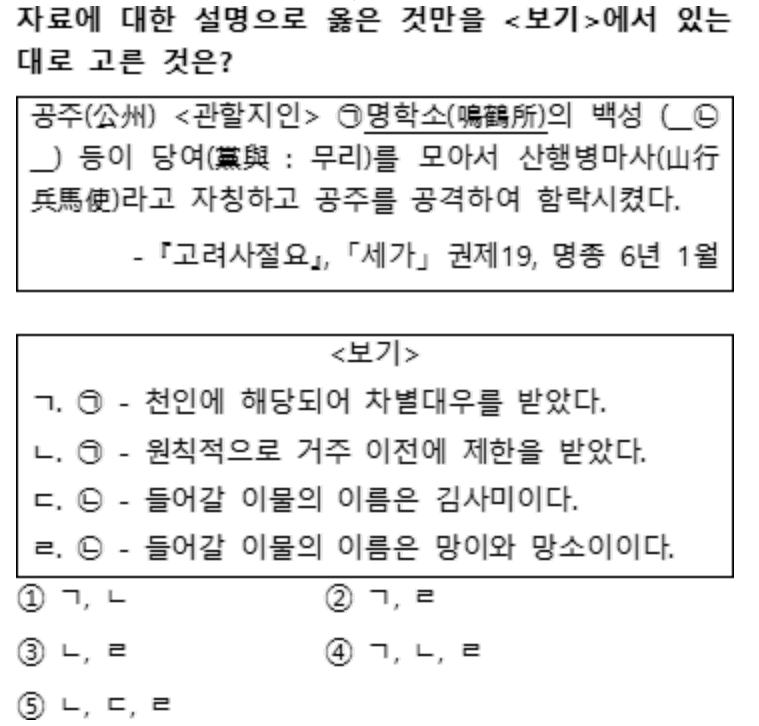 자료에 대한 설명으로 옳은 것만을 <보기>에서 있는
대로 고른 것은?
공주(公州) <관할지인> ㉠명학소(鳴鶴所)의 백성 (_㉡
_) 등이 당여(黨與 : 무리)를 모아서 산행병마사(山行
兵馬使)라고 자칭하고 공주를 공격하여 함락시켰다.
- 『고려사절요』, 「세가」 권제19, 명종 6년 1월
<보기>
ㄱ. ㉠ - 천인에 해당되어 차별대우를 받았다.
ㄴ. ㉠ - 원칙적으로 거주 이전에 제한을 받았다.
ㄷ. ㉡ - 들어갈 이물의 이름은 김사미이다.
ㄹ. ㉡ - 들어갈 이물의 이름은 망이와 망소이이다.
① ㄱ, ㄴ ② ㄱ, ㄹ
③ ㄴ, ㄹ ④ ㄱ, ㄴ, ㄹ
⑤ ㄴ, ㄷ, ㄹ